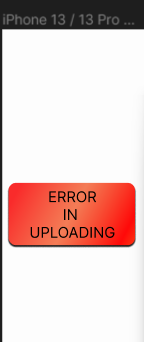 iPhone 13 / 13 Pro ...
ERROR
IN
UPLOADING